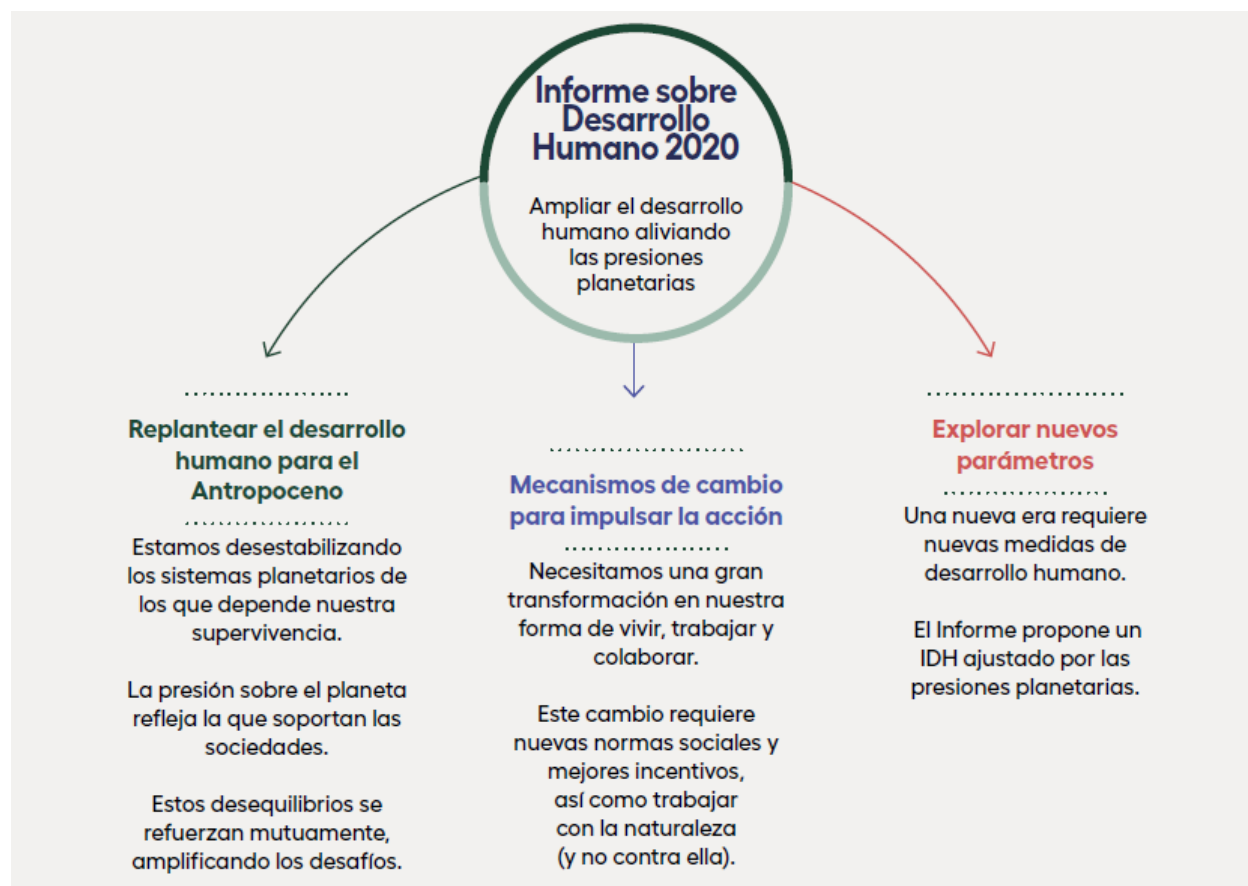 Informe sobre
Desarrollo
Humano 2020
Ampliar el desarrollo
humano aliviando
las presiones
planetarias
Replantear el desarrollo
humano para el
Antropoceno
Estamos desestabilizando
los sistemas planetarios de
los que depende nuestra
supervivencia.
La presión sobre el planeta
refleja la que soportan las
sociedades.
Estos desequilibrios se
refuerzan mutuamente,
amplificando los desafíos.
Mecanismos de cambio
para impulsar la acción
Necesitamos una gran
transformación en nuestra
forma de vivir, trabajar y
colaborar.
Este cambio requiere
nuevas normas sociales y
mejores incentivos,
así como trabajar
con la naturaleza
(y no contra ella).
Explorar nuevos
parámetros
Una nueva era requiere
nuevas medidas de
desarrollo humano.
El Informe propone un
IDH ajustado por las
presiones planetarias.